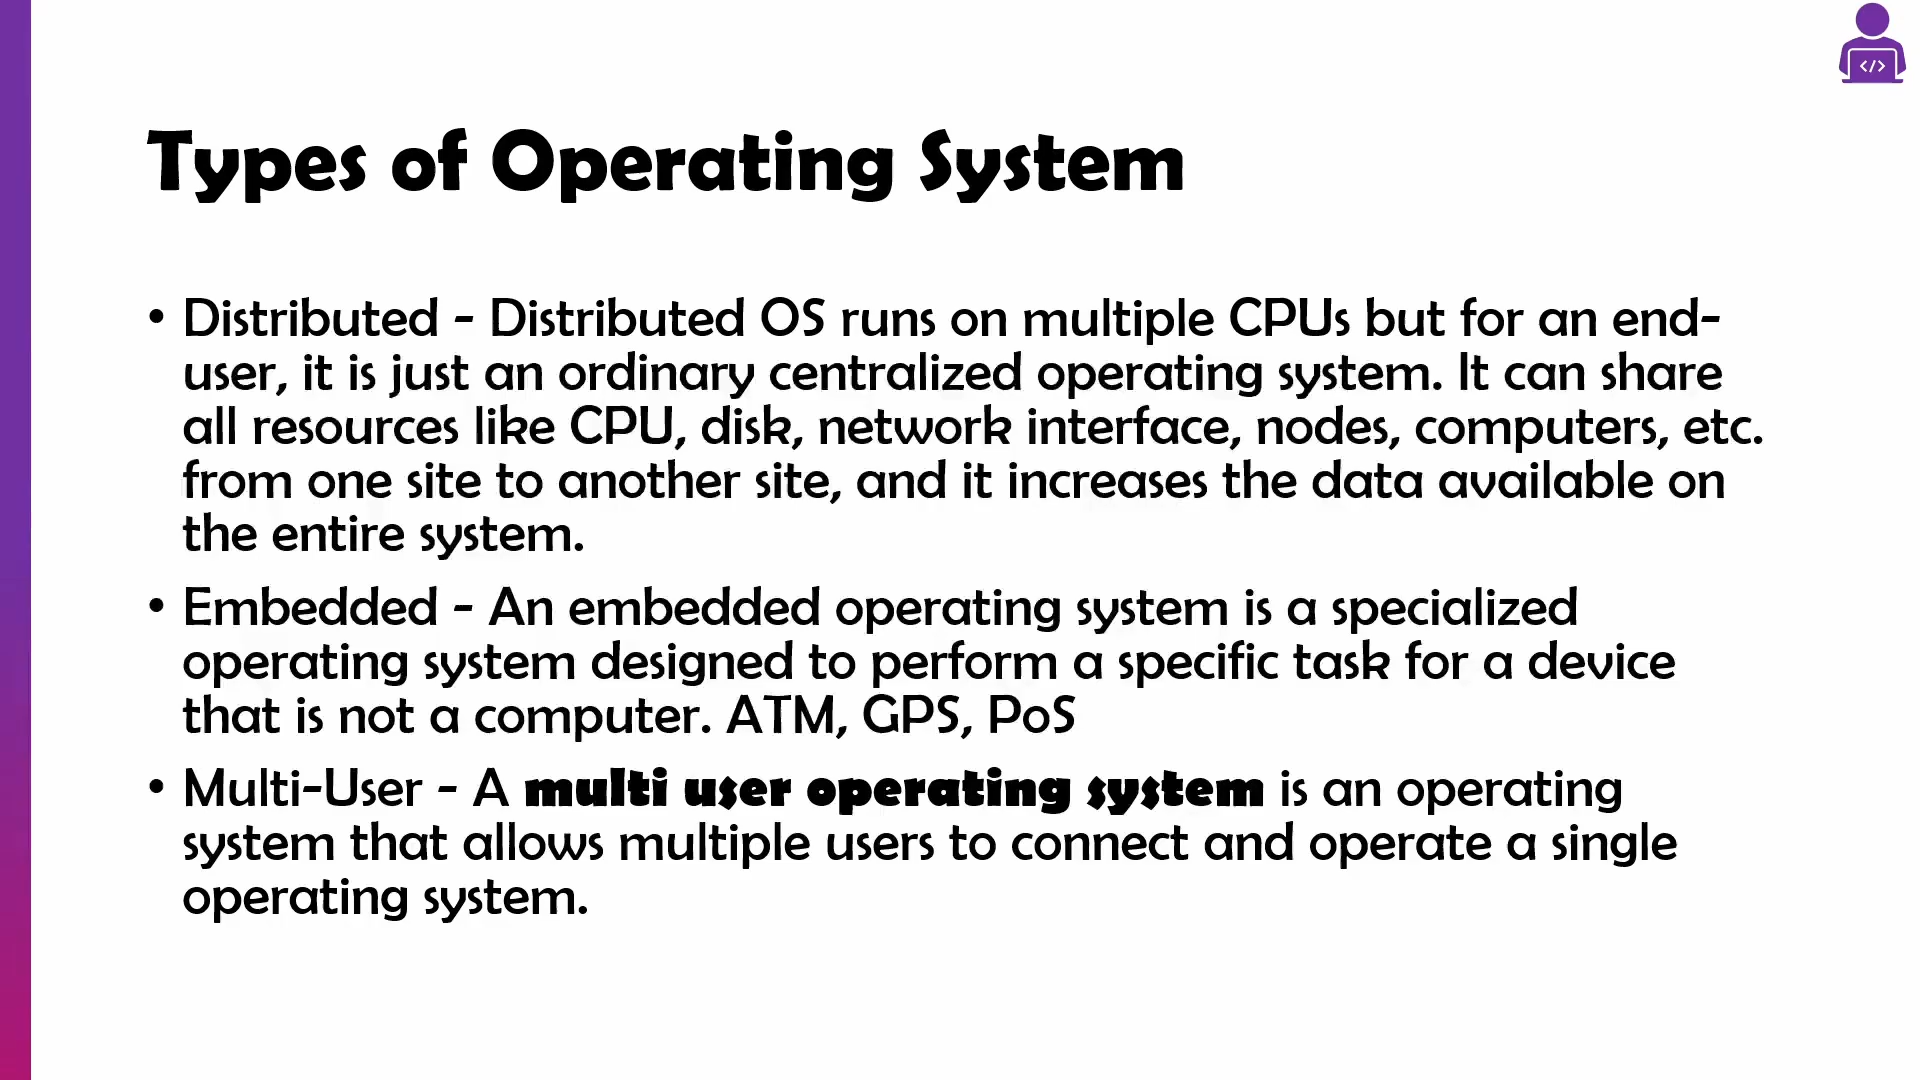 </>
Types of Operating System
• Distributed - Distributed OS runs on multiple CPUs but for an end-
user, it is just an ordinary centralized operating system. It can share
all resources like CPU, disk, network interface, nodes, computers, etc.
from one site to another site, and it increases the data available on
the entire system.
• Embedded - An embedded operating system is a specialized
operating system designed to perform a specific task for a device
that is not a computer. ATM, GPS, PoS
• Multi-User - A multi user operating system is an operating
system that allows multiple users to connect and operate a single
operating system.